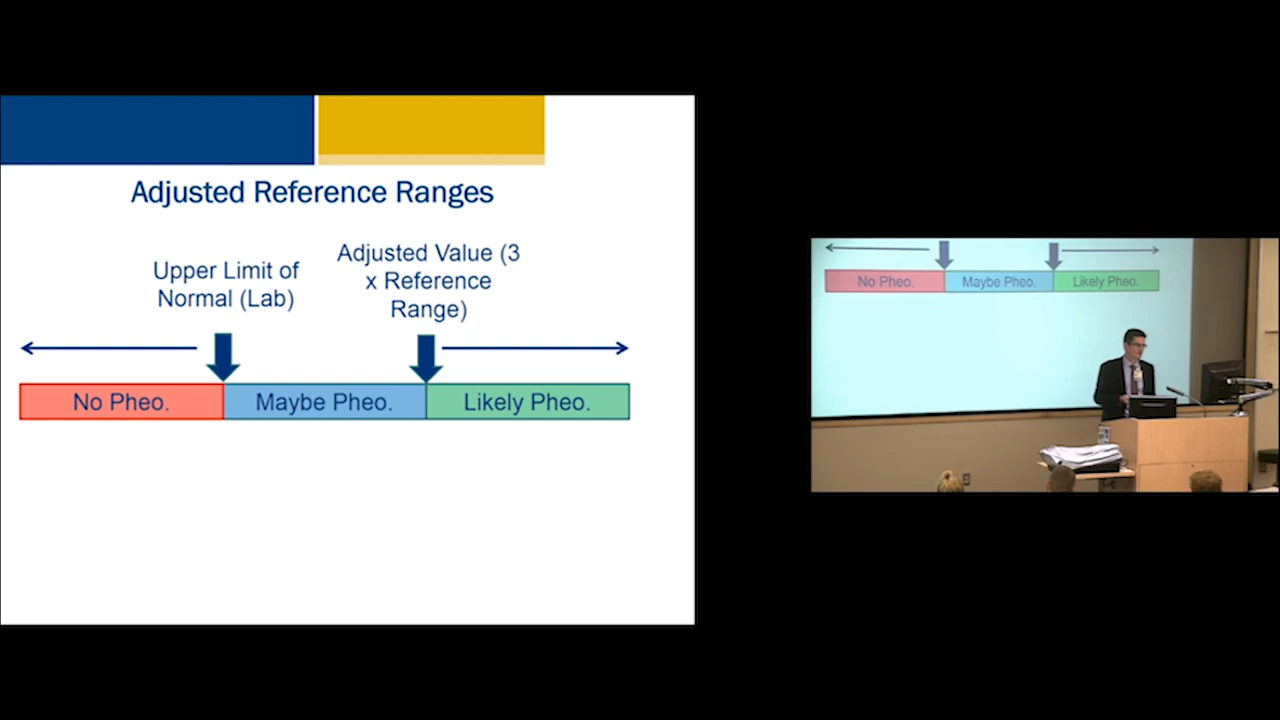 Adjusted Reference Ranges
Upper Limit of
Normal (Lab)
Adjusted Value (3
x Reference
Range)
No Pheo.
Maybe Pheo.
Likely Pheo.
No Pheo.
Maybe Pheo.
Likely Pheo.